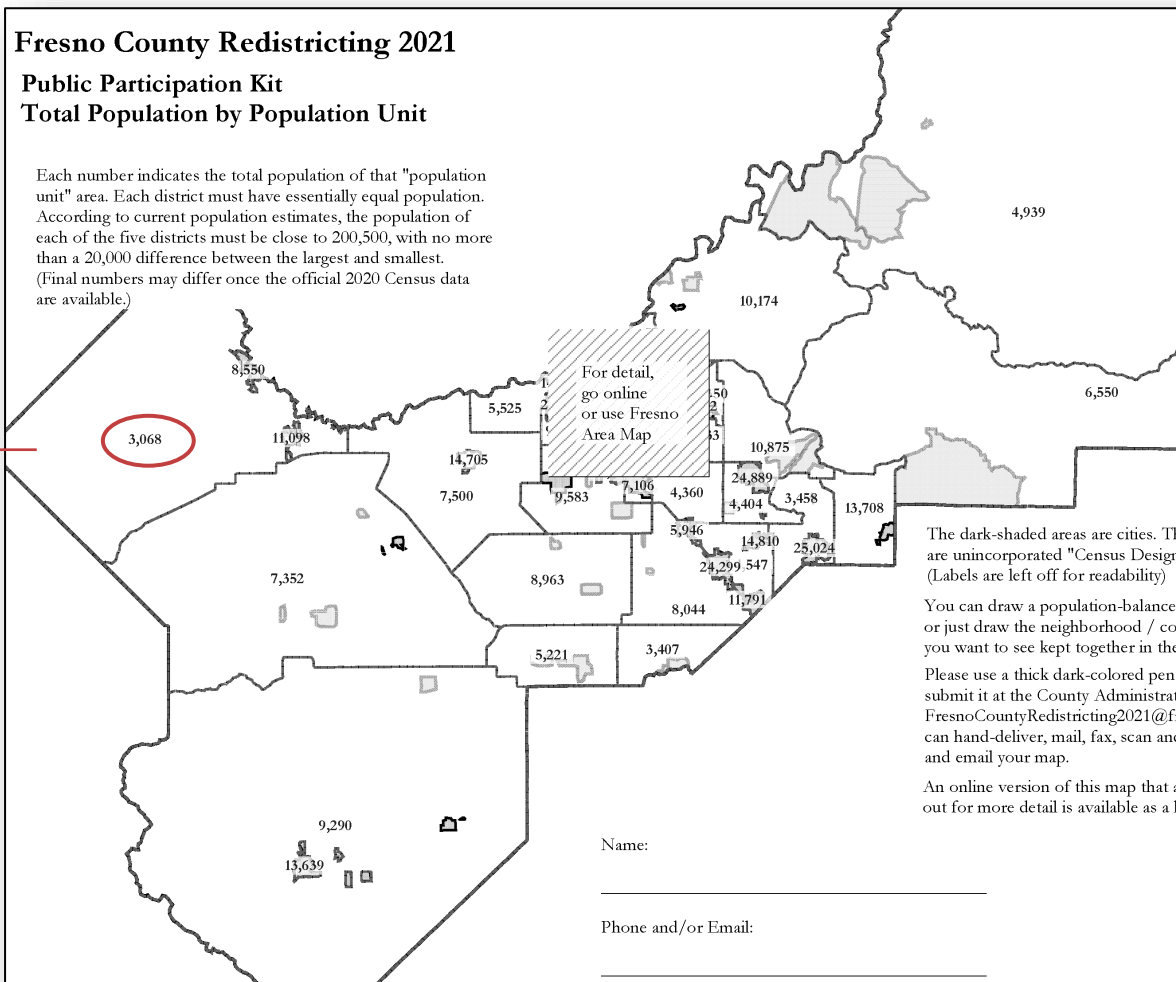 Fresno County Redistricting 2021
Public Participation Kit
Total Population by Population Unit
Each number indicates the total population of that "population
unit" area. Each district must have essentially equal population.
According to current population estimates, the population of
each of the five districts must be close to 200,500, with no more
than a 20,000 difference between the largest and smallest.
(Final numbers may differ once the official 2020 Census data
are available.)
4,939
10,174
8,550
For detail,
go online
or use Fresno
Area Map
6,550
5,525
3,068
11,098
10,875
14,705
7,500
9,583
7,106
4,360
24,889
4,404
3,458
13,708
5,946
14,810
25,024
24,299
547
11,791
7,352
8,963
8,044
5,221
3,407
9,290
13,639
The dark-shaded areas are cities.
are unincorporated "Census Design
(Labels are left off for readability)
You can draw a population-balance
or just draw the neighborhood / co
you want to see kept together in the
Please use a thick dark-colored pen
submit it at the County Administrat
FresnoCountyRedistricting2021@f
can hand-deliver, mail, fax, scan and
and email your map.
An online version of this map that a
out for more detail is available as a
Name:
Phone and/or Email: